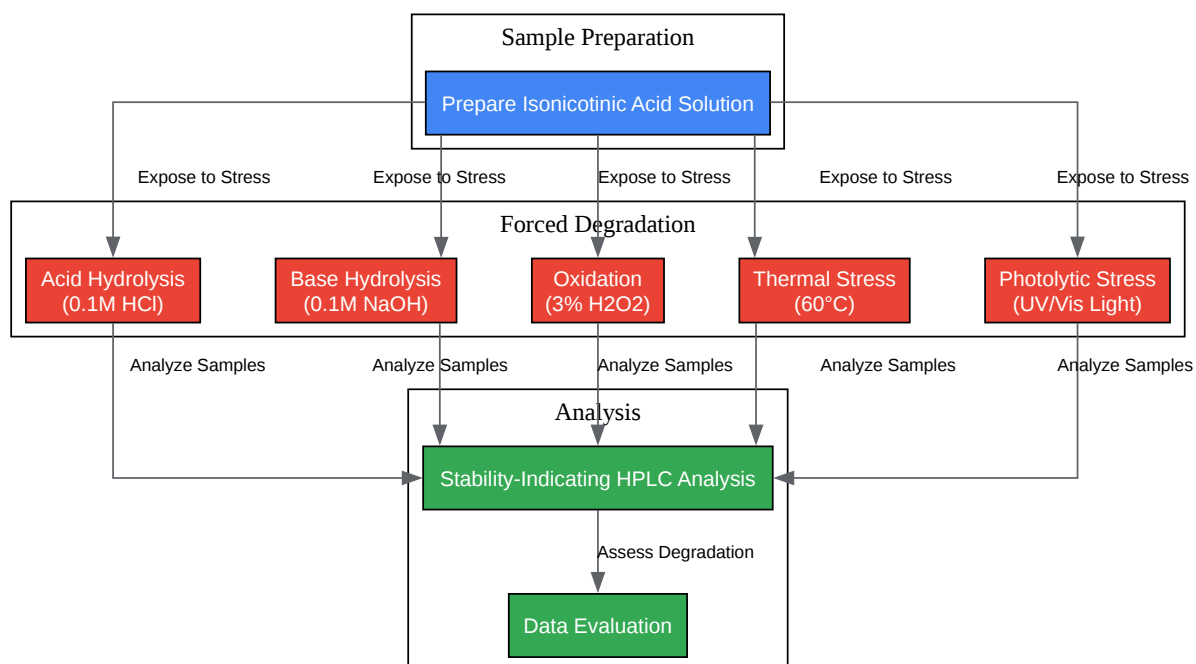 Sample Preparation
Prepare Isonicotinic Acid Solution
Expose to Stress
Expose to Stress
Expose to Stress
Expose to Stress
Expose to Stress
Forced Degradation
Acid Hydrolysis
(0.1M HCl)
Base Hydrolysis
(0.1M NaOH)
Oxidation
(3% H2O2)
Thermal Stress
(60°C)
Photolytic Stress
(UV/Vis Light)
Analyze Samples
Analyze Samples
Analyze Samples
Analyze Samples
Analyze Samples
Analysis
Stability-Indicating HPLC Analysis
Assess Degradation
Data Evaluation